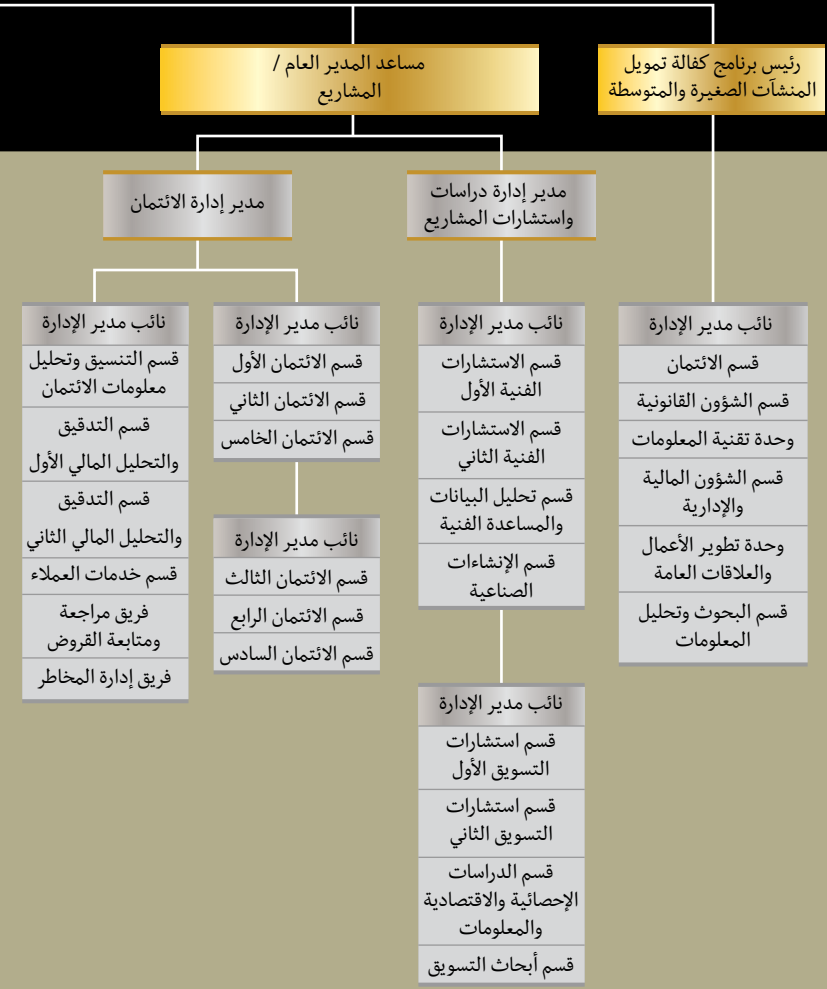 رئيس برنامج كفالة تمويل
المنشآت الصغيرة والمتوسطة
مساعد المدير العام /
المشاريع
مدير إدارة دراسات
واستشارات المشاريع
مدير إدارة الائتمان
نائب مدير الإدارة
قسم الائتمان
قسم الشؤون القانونية
وحدة تقنية المعلومات
قسم الشؤون المالية
والإدارية
وحدة تطوير الأعمال
والعلاقات العامة
قسم البحوث وتحليل
المعلومات
نائب مدير الإدارة
قسم الاستشارات
الفنية الأول
قسم الاستشارات
الفنية الثاني
قسم تحليل البيانات
والمساعدة الفنية
قسم الإنشاءات
الصناعية
نائب مدير الإدارة
قسم استشارات
التسويق الأول
قسم استشارات
التسويق الثاني
قسم الدراسات
الإحصائية والاقتصادية
والمعلومات
قسم أبحاث التسويق
نائب مدير الإدارة
قسم الائتمان الأول
قسم الائتمان الثاني
قسم الائتمان الخامس
نائب مدير الإدارة
قسم الائتمان الثالث
قسم الائتمان الرابع
قسم الائتمان السادس
نائب مدير الإدارة
قسم التنسيق وتحليل
معلومات الائتمان
قسم التدقيق
والتحليل المالي الأول
قسم التدقيق
والتحليل المالي الثاني
قسم خدمات العملاء
فريق مراجعة
ومتابعة القروض
فريق إدارة المخاطر